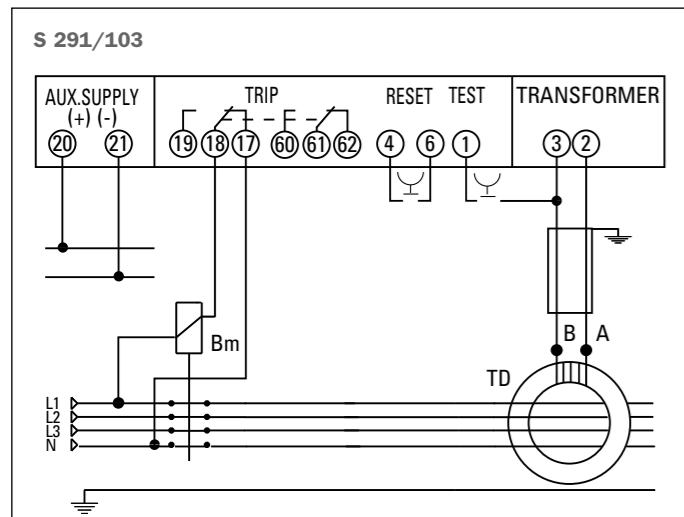 S 291/103
AUX.SUPPLY TRIP RESET TEST TRANSFORMER
(+) (-)
20 21 19 18 17 60 61 62 4 6 1 3 2
Bm
B A
TD
L1
L2
L3
N